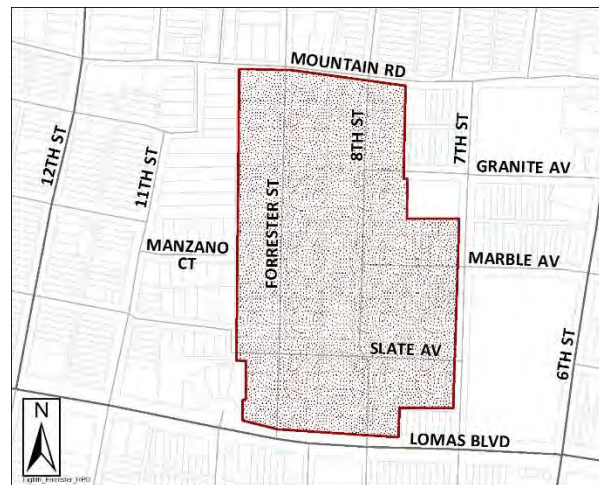 MOUNTAIN RD
12TH ST
11TH ST
8TH ST
7TH ST
GRANITE AV
FORRESTER ST
MANZANO
CT
MARBLE AV
SLATE AV
6TH ST
LOMAS BLVD
N
Eighth_Forrester_HPO